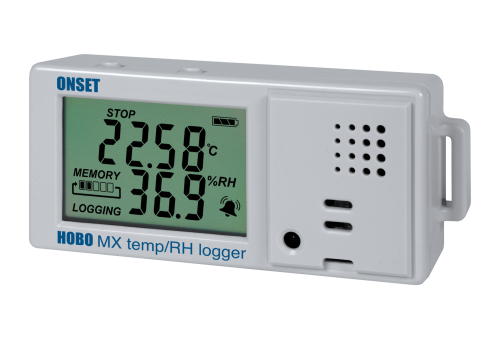 ONSET
STOP
22.58 °C
MEMORY
36.9 %RH
LOGGING
HOBO MX temp/RH logger